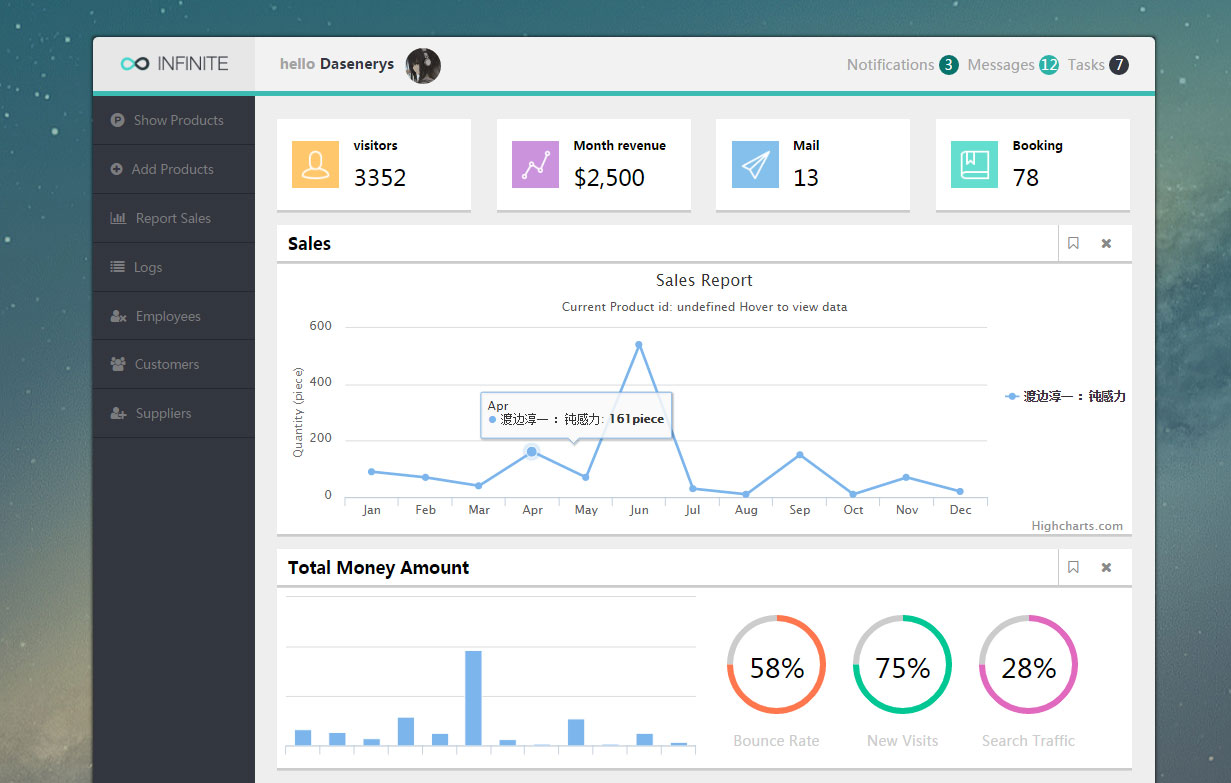 INFINITE
hello Dasenerys
Notifications 3 Messages 12 Tasks 7
Show Products
Add Products
Report Sales
Logs
Employees
Customers
Suppliers
visitors
3352
Month revenue
$2,500
Mail
13
Booking
78
Sales
Sales Report
Current Product id: undefined Hover to view data
Quantity (piece)
600
400
200
0
Apr
渡边淳一 : 钝感力: 161piece
渡边淳一 : 钝感力
Jan Feb Mar Apr May Jun Jul Aug Sep Oct Nov Dec
Highcharts.com
Total Money Amount
58%
75%
28%
Bounce Rate
New Visits
Search Traffic